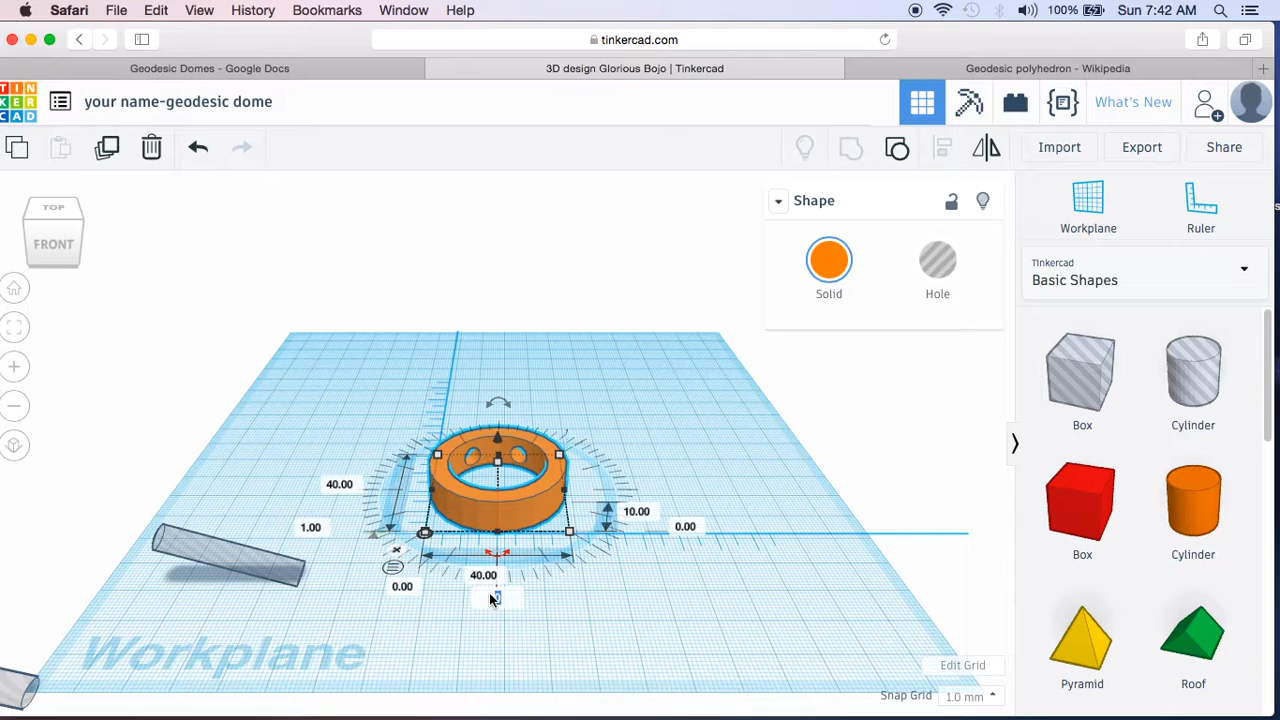 Safari File Edit View History Bookmarks Window Help 100% Sun 7:42 AM
tinkercad.com
Geodesic Domes - Google Docs 3D design Glorious Bojo | Tinkercad Geodesic polyhedron - Wikipedia
TIN
KER
CAD
your name-geodesic dome What's New
Import Export Share
TOP
FRONT
Shape
Solid Hole
Workplane Ruler
Tinkercad
Basic Shapes
Box Cylinder
Box Cylinder
Pyramid Roof
40.00
1.00
10.00
0.00
40.00
0.00
0
Workplane
Edit Grid
Snap Grid 1.0 mm